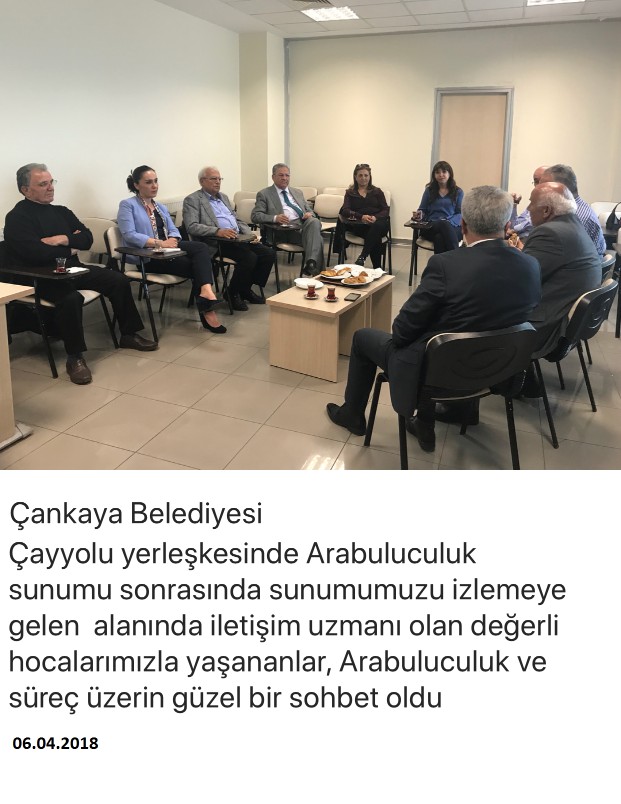 Çankaya Belediyesi
Çayyolu yerleşkesinde Arabuluculuk
sunumu sonrasında sunumumuzu izlemeye
gelen  alanında iletişim uzmanı olan değerli
hocalarımızla yaşananlar, Arabuluculuk ve
süreç üzerin güzel bir sohbet oldu
06.04.2018